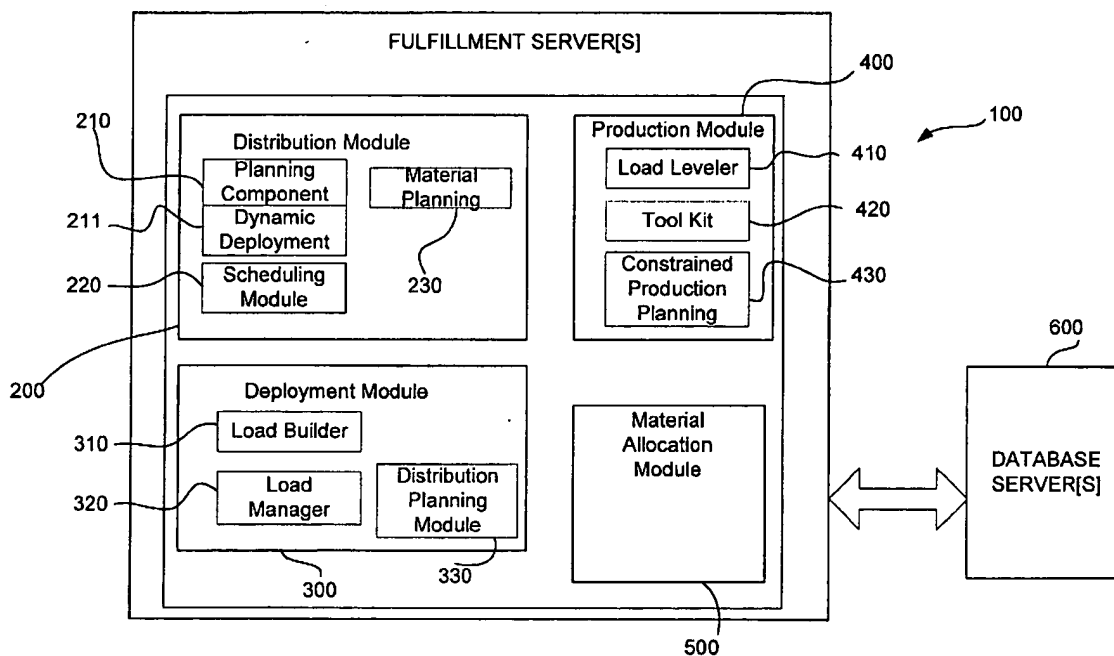 FULFILLMENT SERVER[S]
400
100
210
Distribution Module
Production Module
410
Planning
Component
Material
Planning
Load Leveler
211
Dynamic
Deployment
Tool Kit
420
220
Scheduling
Module
230
Constrained
Production
Planning
430
600
200
Deployment Module
310
Load Builder
Material
Allocation
Module
320
Load
Manager
Distribution
Planning
Module
DATABASE
SERVER[S]
300
330
500